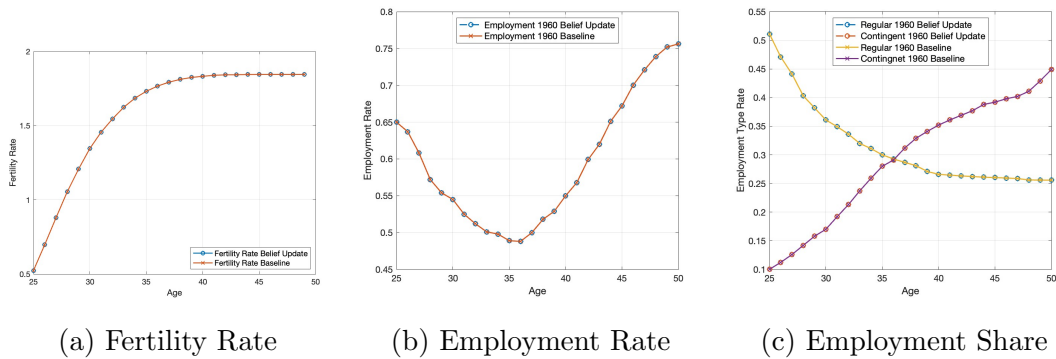 2
1.5
1
0.5
25
30
35
40
45
50
Fertility Rate
Age
Fertility Rate Belief Update
Fertility Rate Baseline
(a) Fertility Rate
0.8
0.75
0.7
0.65
0.6
0.55
0.5
0.45
25
30
35
40
45
50
Employment Rate
Age
Employment 1960 Belief Update
Employment 1960 Baseline
(b) Employment Rate
0.55
0.5
0.45
0.4
0.35
0.3
0.25
0.2
0.15
0.1
25
30
35
40
45
50
Employment Type Rate
Age
Regular 1960 Belief Update
Contingent 1960 Belief Update
Regular 1960 Baseline
Contingnet 1960 Baseline
(c) Employment Share